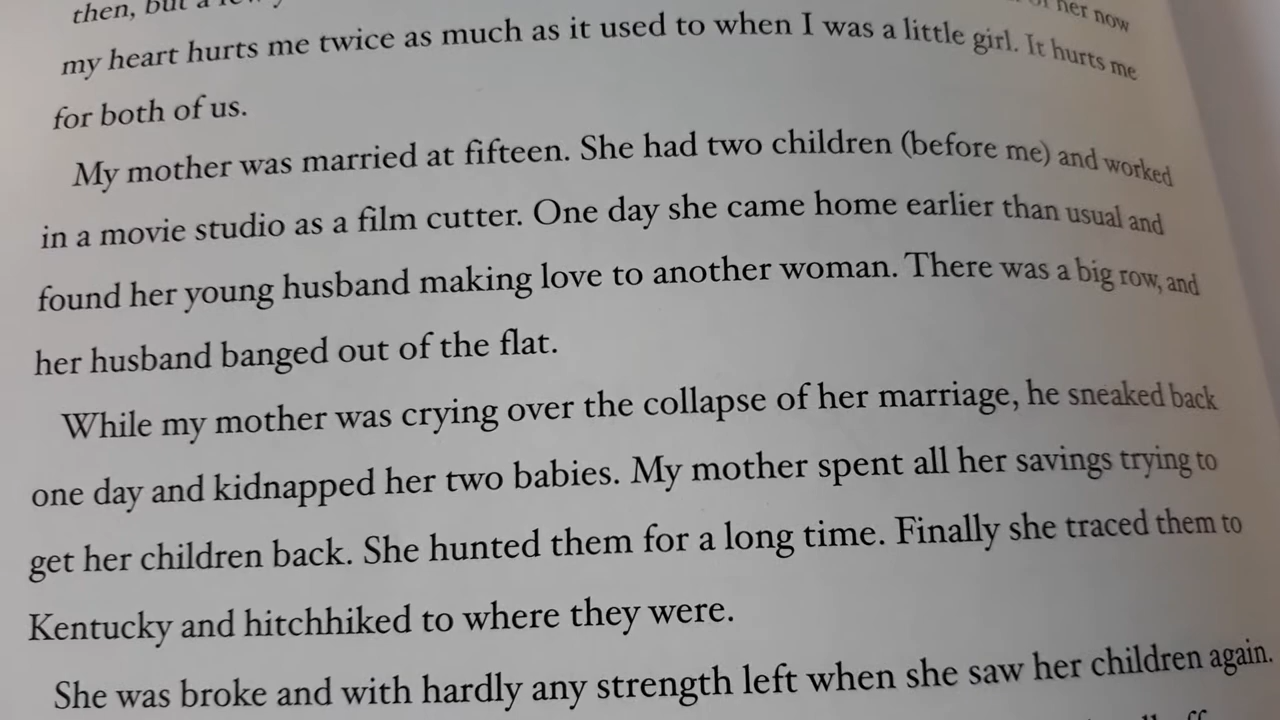 then, but a
her now
my heart hurts me twice as much as it used to when I was a little girl. It hurts me
for both of us.
My mother was married at fifteen. She had two children (before me) and worked
in a movie studio as a film cutter. One day she came home earlier than usual and
found her young husband making love to another woman. There was a big row, and
her husband banged out of the flat.
While my mother was crying over the collapse of her marriage, he sneaked back
one day and kidnapped her two babies. My mother spent all her savings trying to
get her children back. She hunted them for a long time. Finally she traced them to
Kentucky and hitchhiked to where they were.
She was broke and with hardly any strength left when she saw her children again.